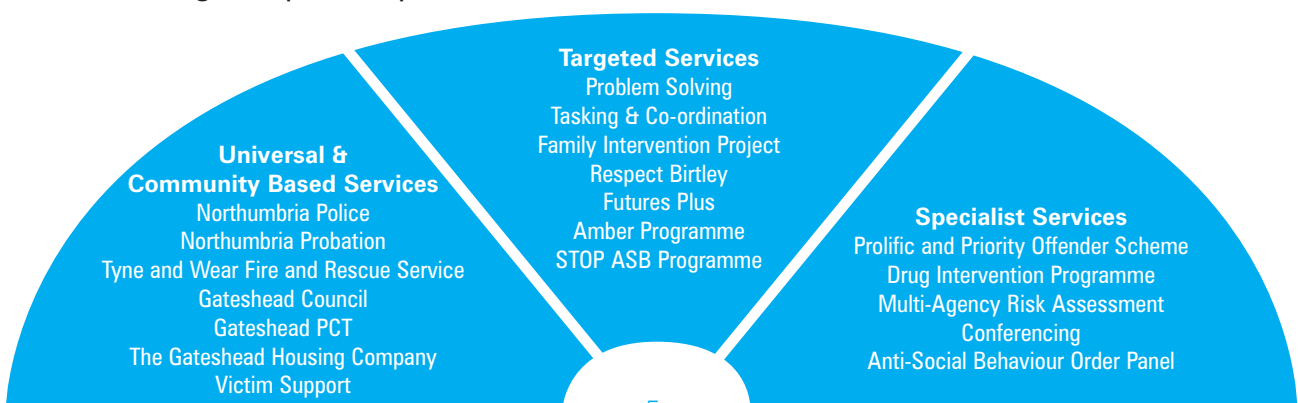 Universal &
Community Based Services
Northumbria Police
Northumbria Probation
Tyne and Wear Fire and Rescue Service
Gateshead Council
Gateshead PCT
The Gateshead Housing Company
Victim Support
Targeted Services
Problem Solving
Tasking & Co-ordination
Family Intervention Project
Respect Birtley
Futures Plus
Amber Programme
STOP ASB Programme
Specialist Services
Prolific and Priority Offender Scheme
Drug Intervention Programme
Multi-Agency Risk Assessment
Conferencing
Anti-Social Behaviour Order Panel